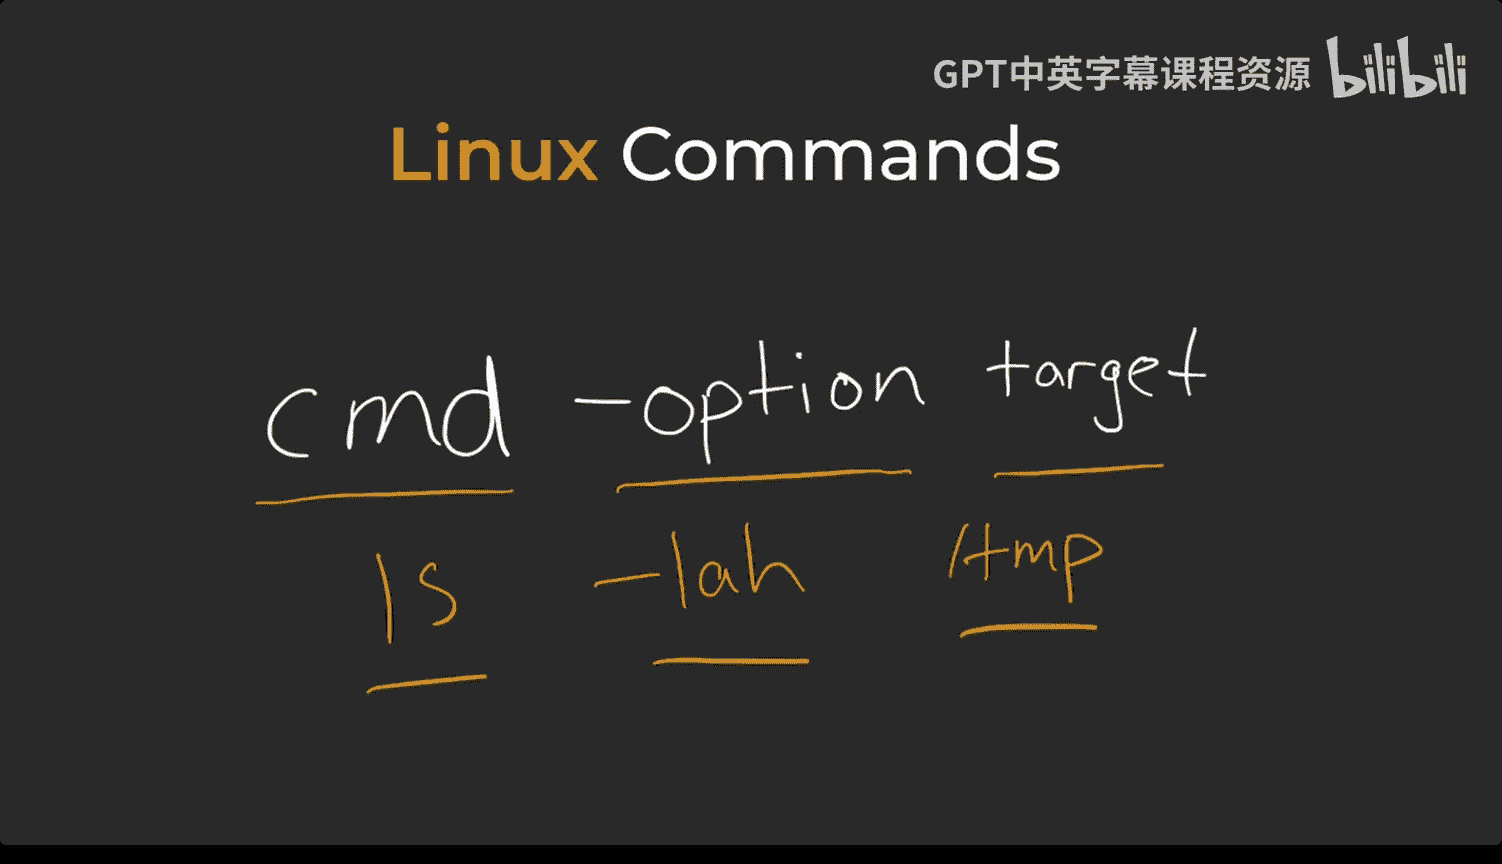 GPT中英字幕课程资源 bilibili
Linux Commands
cmd -option target
ls -lah /tmp